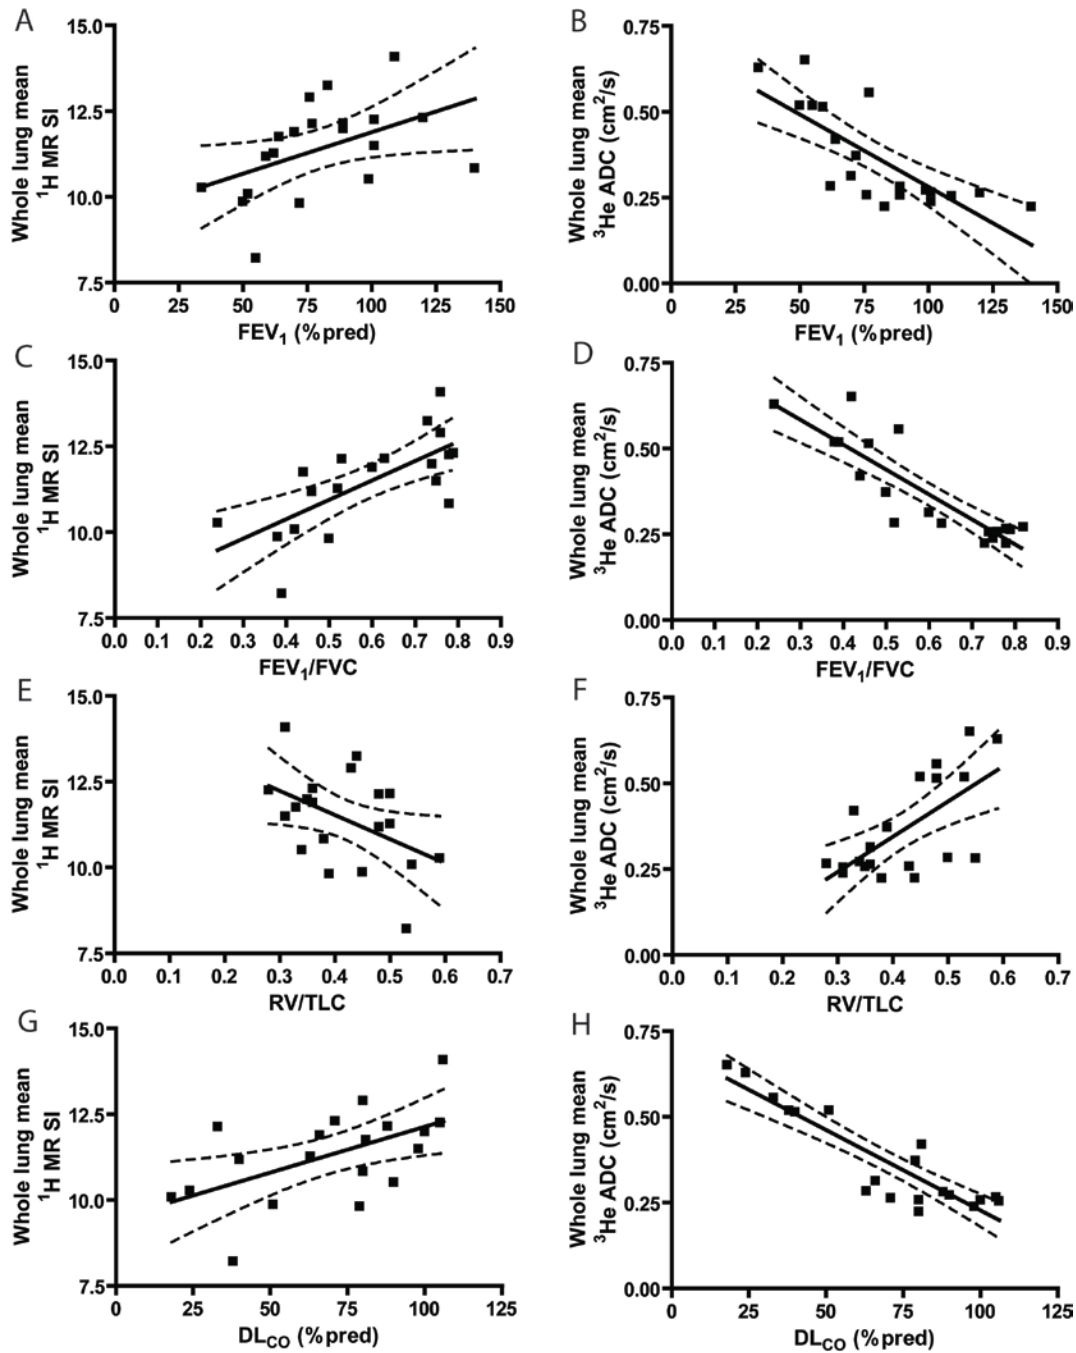 A
Whole lung mean
¹H MR SI
15.0
12.5
10.0
7.5
0 25 50 75 100 125 150
FEV₁ (%pred)
B
Whole lung mean
³He ADC (cm²/s)
0.75
0.50
0.25
0.00
0 25 50 75 100 125 150
FEV₁ (%pred)
C
Whole lung mean
¹H MR SI
15.0
12.5
10.0
7.5
0.0 0.1 0.2 0.3 0.4 0.5 0.6 0.7 0.8 0.9
FEV₁/FVC
D
Whole lung mean
³He ADC (cm²/s)
0.75
0.50
0.25
0.00
0.0 0.1 0.2 0.3 0.4 0.5 0.6 0.7 0.8 0.9
FEV₁/FVC
E
Whole lung mean
¹H MR SI
15.0
12.5
10.0
7.5
0.0 0.1 0.2 0.3 0.4 0.5 0.6 0.7
RV/TLC
F
Whole lung mean
³He ADC (cm²/s)
0.75
0.50
0.25
0.00
0.0 0.1 0.2 0.3 0.4 0.5 0.6 0.7
RV/TLC
G
Whole lung mean
¹H MR SI
15.0
12.5
10.0
7.5
0 25 50 75 100 125
DL_CO (%pred)
H
Whole lung mean
³He ADC (cm²/s)
0.75
0.50
0.25
0.00
0 25 50 75 100 125
DL_CO (%pred)